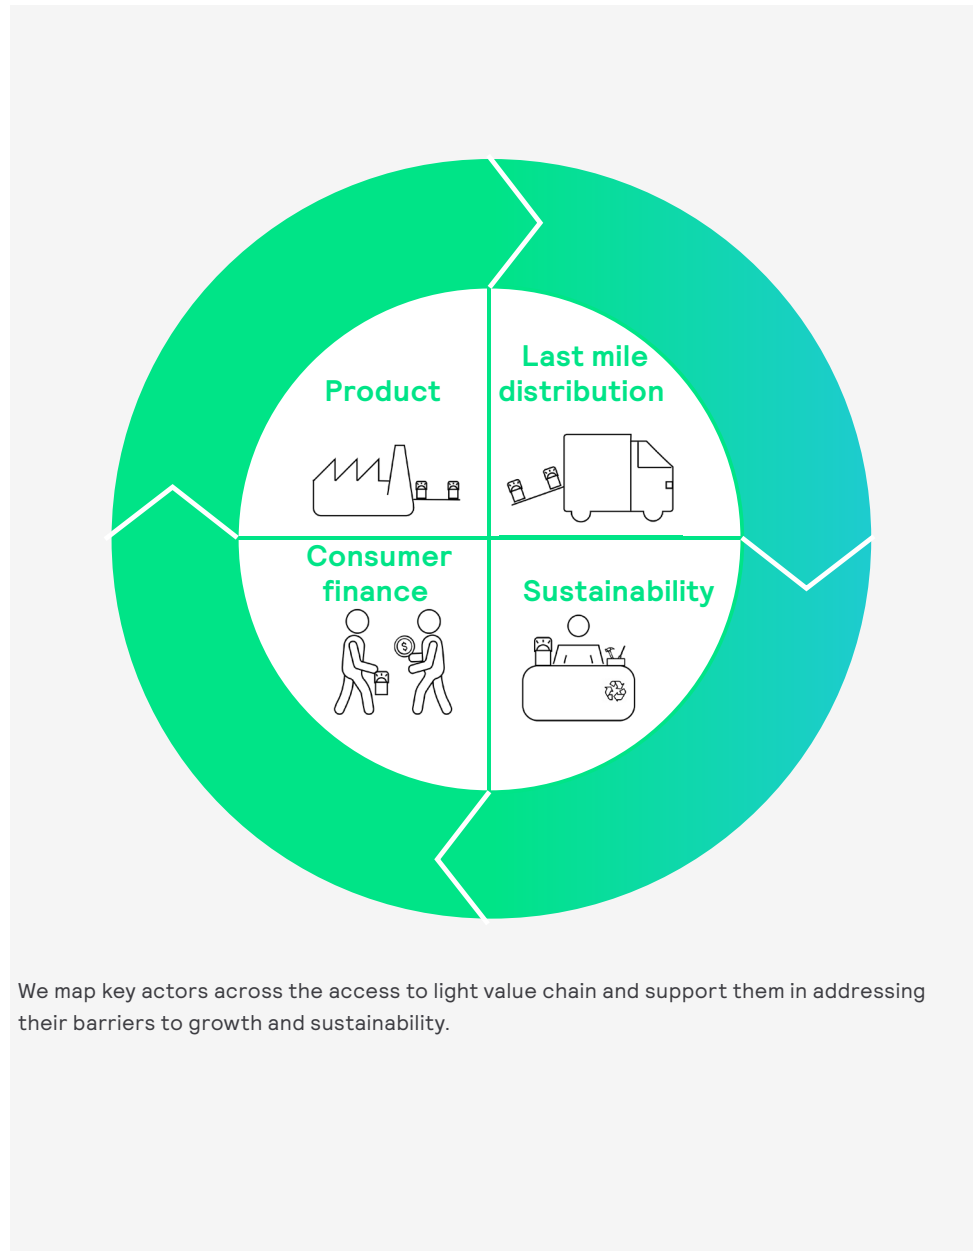 Last mile
Product
distribution
Consumer
finance
Sustainability
$
We map key actors across the access to light value chain and support them in addressing
their barriers to growth and sustainability.